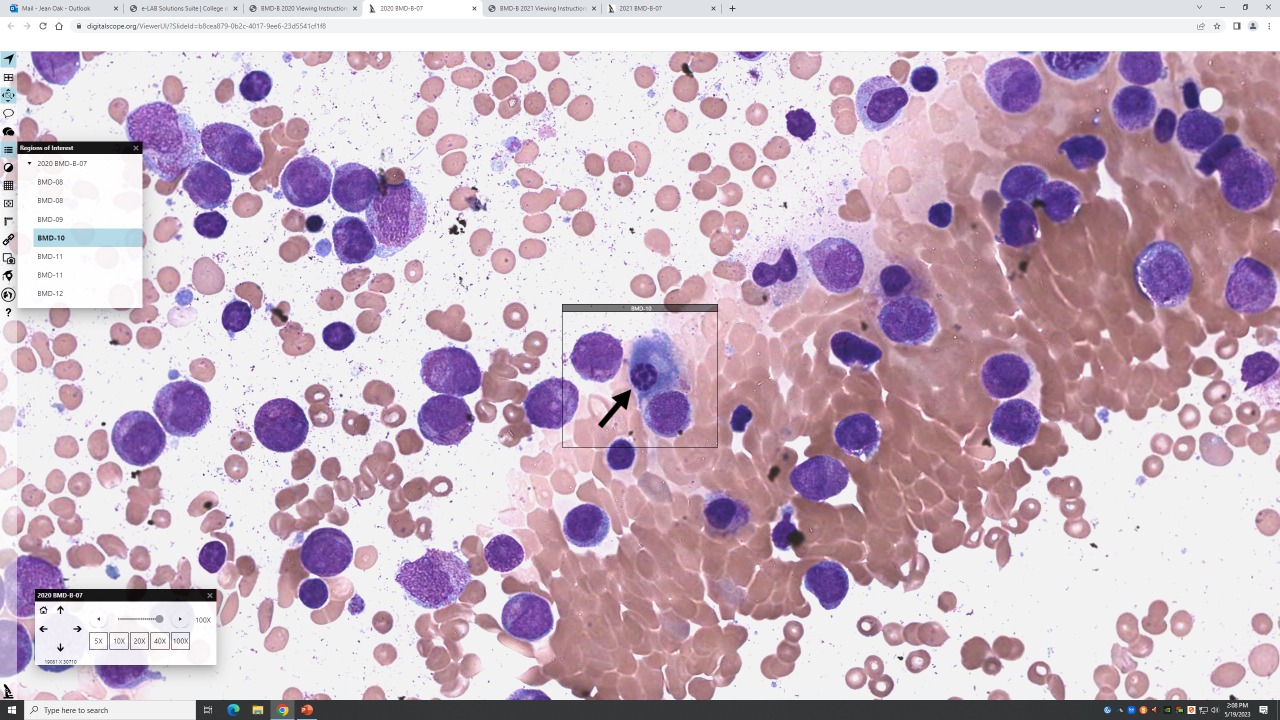 Mail - Jean Oak - Outlook
e-LAB Solutions Suite | College o
BMD-B 2020 Viewing Instruction
2020 BMD-B-07
BMD-B 2021 Viewing Instruction
2021 BMD-B-07
digitalscope.org/ViewerUI/?SlideId=b8cea879-0b2c-4017-9ee6-23d5541cf1f8
Regions of Interest
2020 BMD-B-07
BMD-08
BMD-08
BMD-09
BMD-10
BMD-11
BMD-11
BMD-12
BMD-10
2020 BMD-B-07
100X
5X 10X 20X 40X 100X
19081 X 30710
Type here to search
2:08 PM
5/19/2023